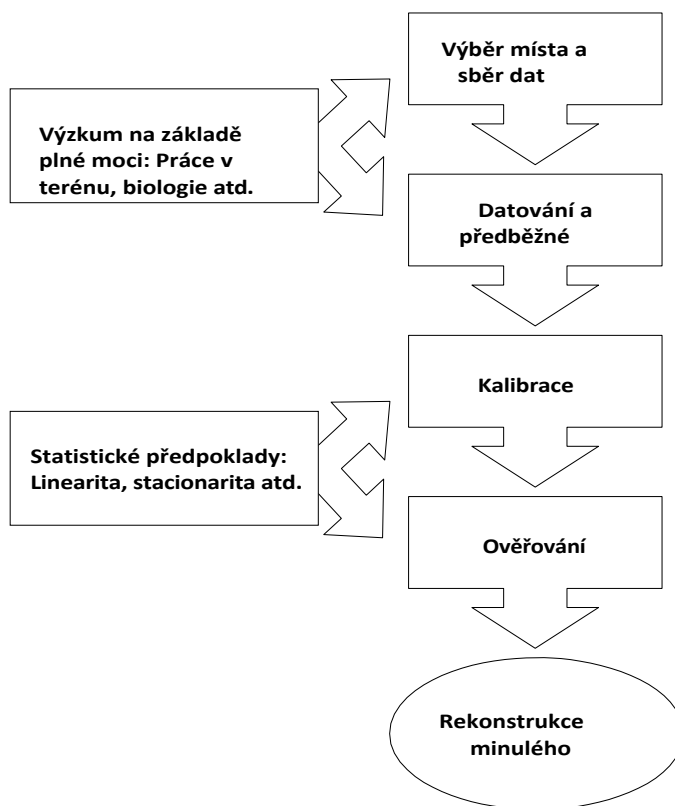 Výběr místa a
sběr dat
Výzkum na základě
plné moci: Práce v
terénu, biologie atd.
Datování a
předběžné
Kalibrace
Statistické předpoklady:
Linearita, stacionarita atd.
Ověřování
Rekonstrukce
minulého